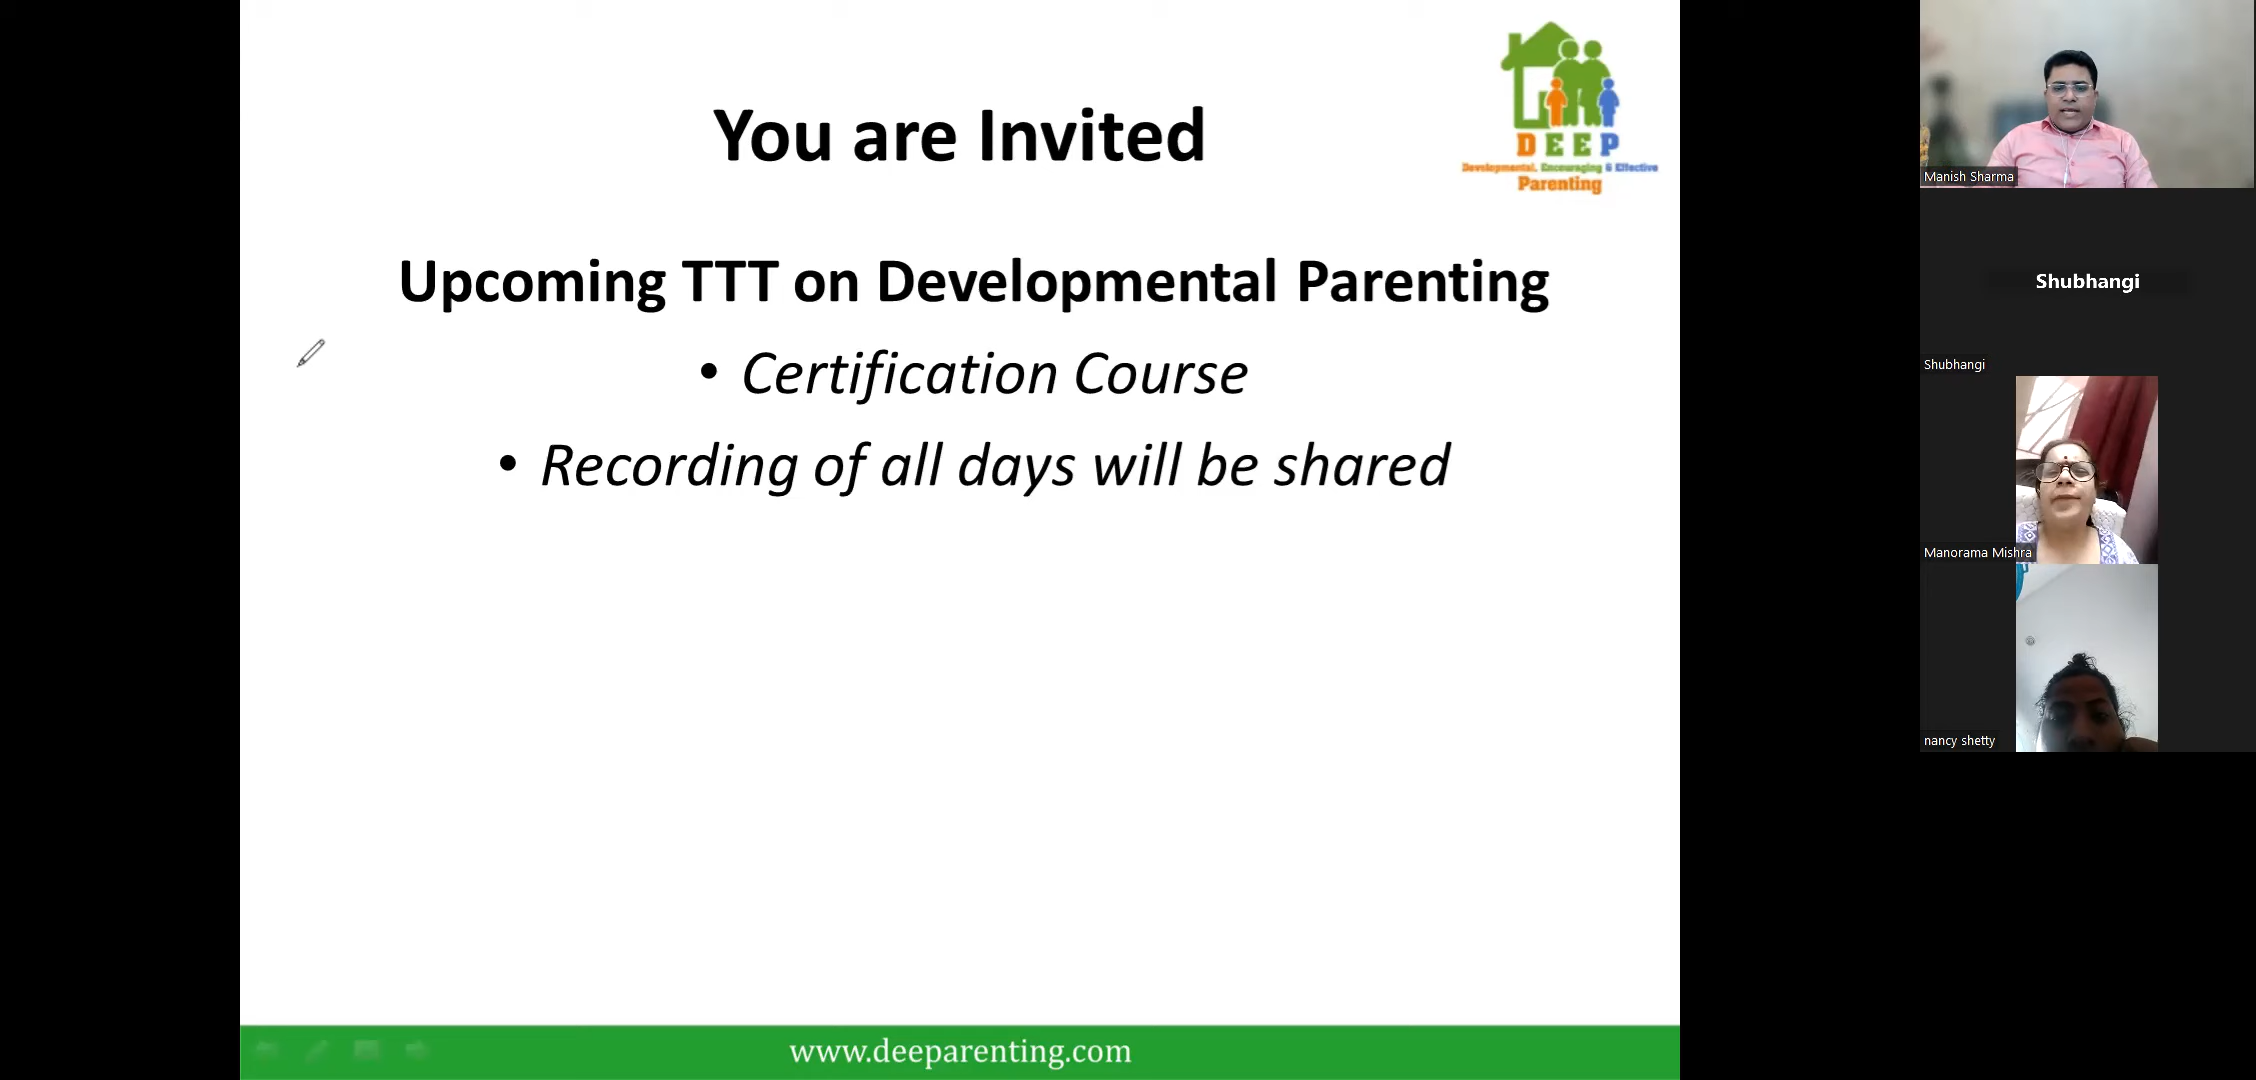 You are Invited
DEEP
Developmental, Encouraging & Effective
Parenting
Upcoming TTT on Developmental Parenting
• Certification Course
• Recording of all days will be shared
www.deeparenting.com
Manish Sharma
Shubhangi
Shubhangi
Manorama Mishra
nancy shetty